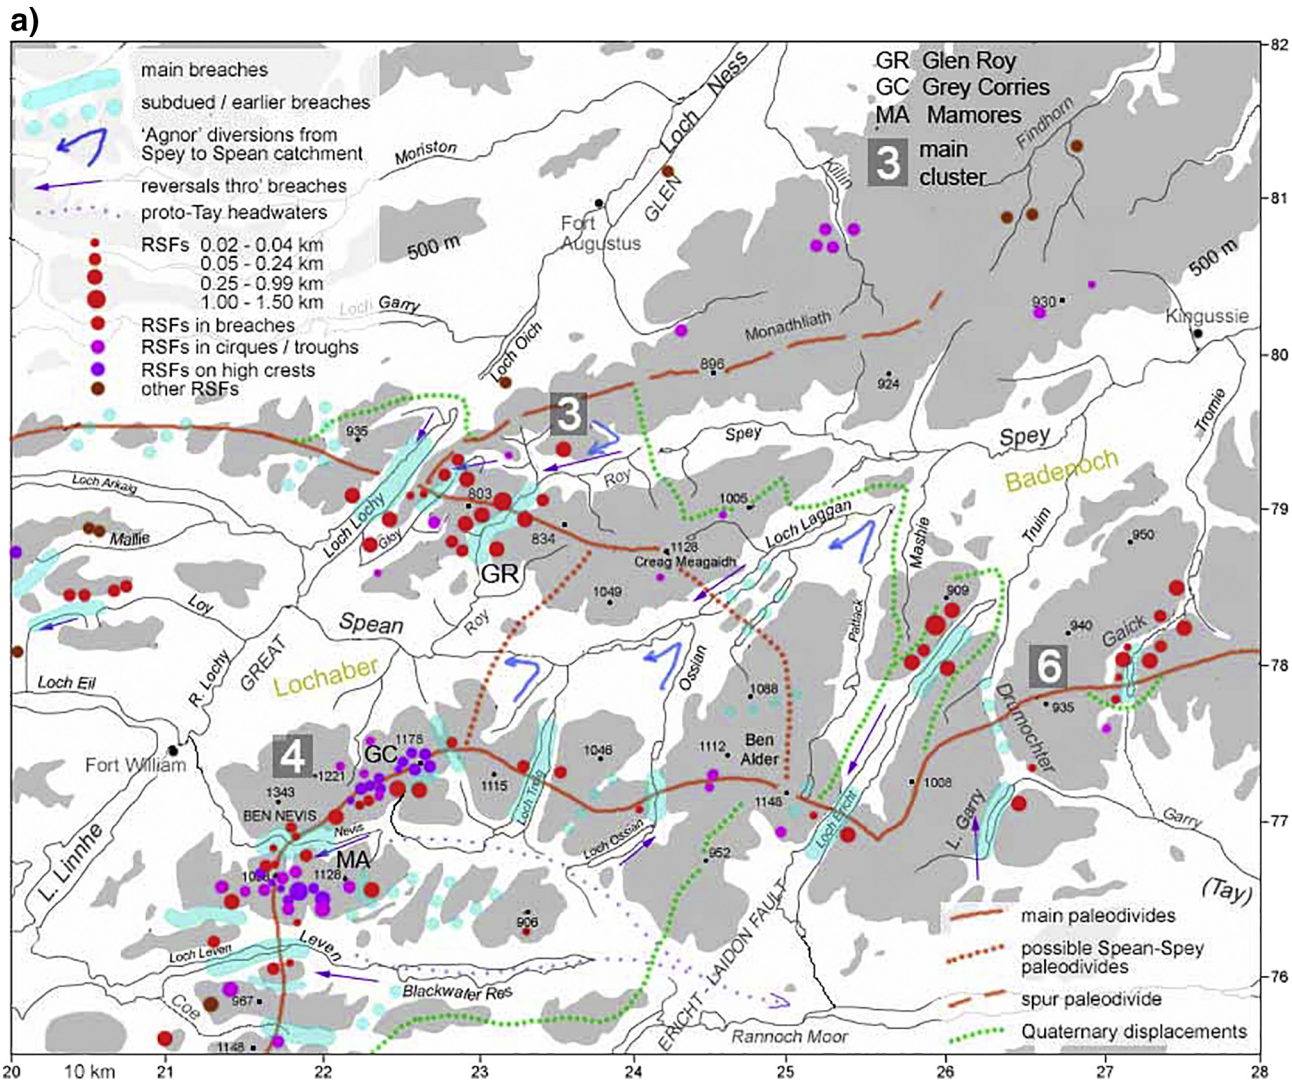 a)
main breaches
subdued / earlier breaches
'Agnor' diversions from
Spey to Spean catchment
reversals thro' breaches
proto-Tay headwaters
RSFs 0.02 - 0.04 km
0.05 - 0.24 km
0.25 - 0.99 km
1.00 - 1.50 km
RSFs in breaches
RSFs in cirques / troughs
RSFs on high crests
other RSFs
GR Glen Roy
GC Grey Corries
MA Mamores
3 main
cluster
Moriston
Loch Ness
GLEN
Killin
Findhorn
Fort
Augustus
500 m
500 m
Loch Garry
Loch Oich
Monadhliath
930
Kingussie
896
924
3
935
Spey
Spey
Tromie
Roy
Badenoch
Loch Arkaig
Loch Lochy
803
834
1005
Loch Laggan
Mashie
Truim
950
Mallie
Gloy
GR
1128
Creag Meagaidh
1049
909
Loy
Spean
Roy
Pattack
940
Gaick
GREAT
R. Lochy
Lochaber
Ossian
6
Loch Eil
1088
Drumochter
935
Fort William
4
GC
1178
1221
1046
1112
Ben
Alder
1343
1115
Loch Treig
1148
1008
BEN NEVIS
Nevis
Loch Ericht
L. Garry
Garry
L. Linnhe
MA
1128
Loch Ossian
952
(Tay)
906
Leven
Loch Leven
Blackwater Res
Coe
967
1148
ERICHT - LAIDON FAULT
Rannoch Moor
main paleodivides
possible Spean-Spey
paleodivides
spur paleodivide
Quaternary displacements
82
81
80
79
78
77
76
20
10 km
21
22
23
24
25
26
27
28